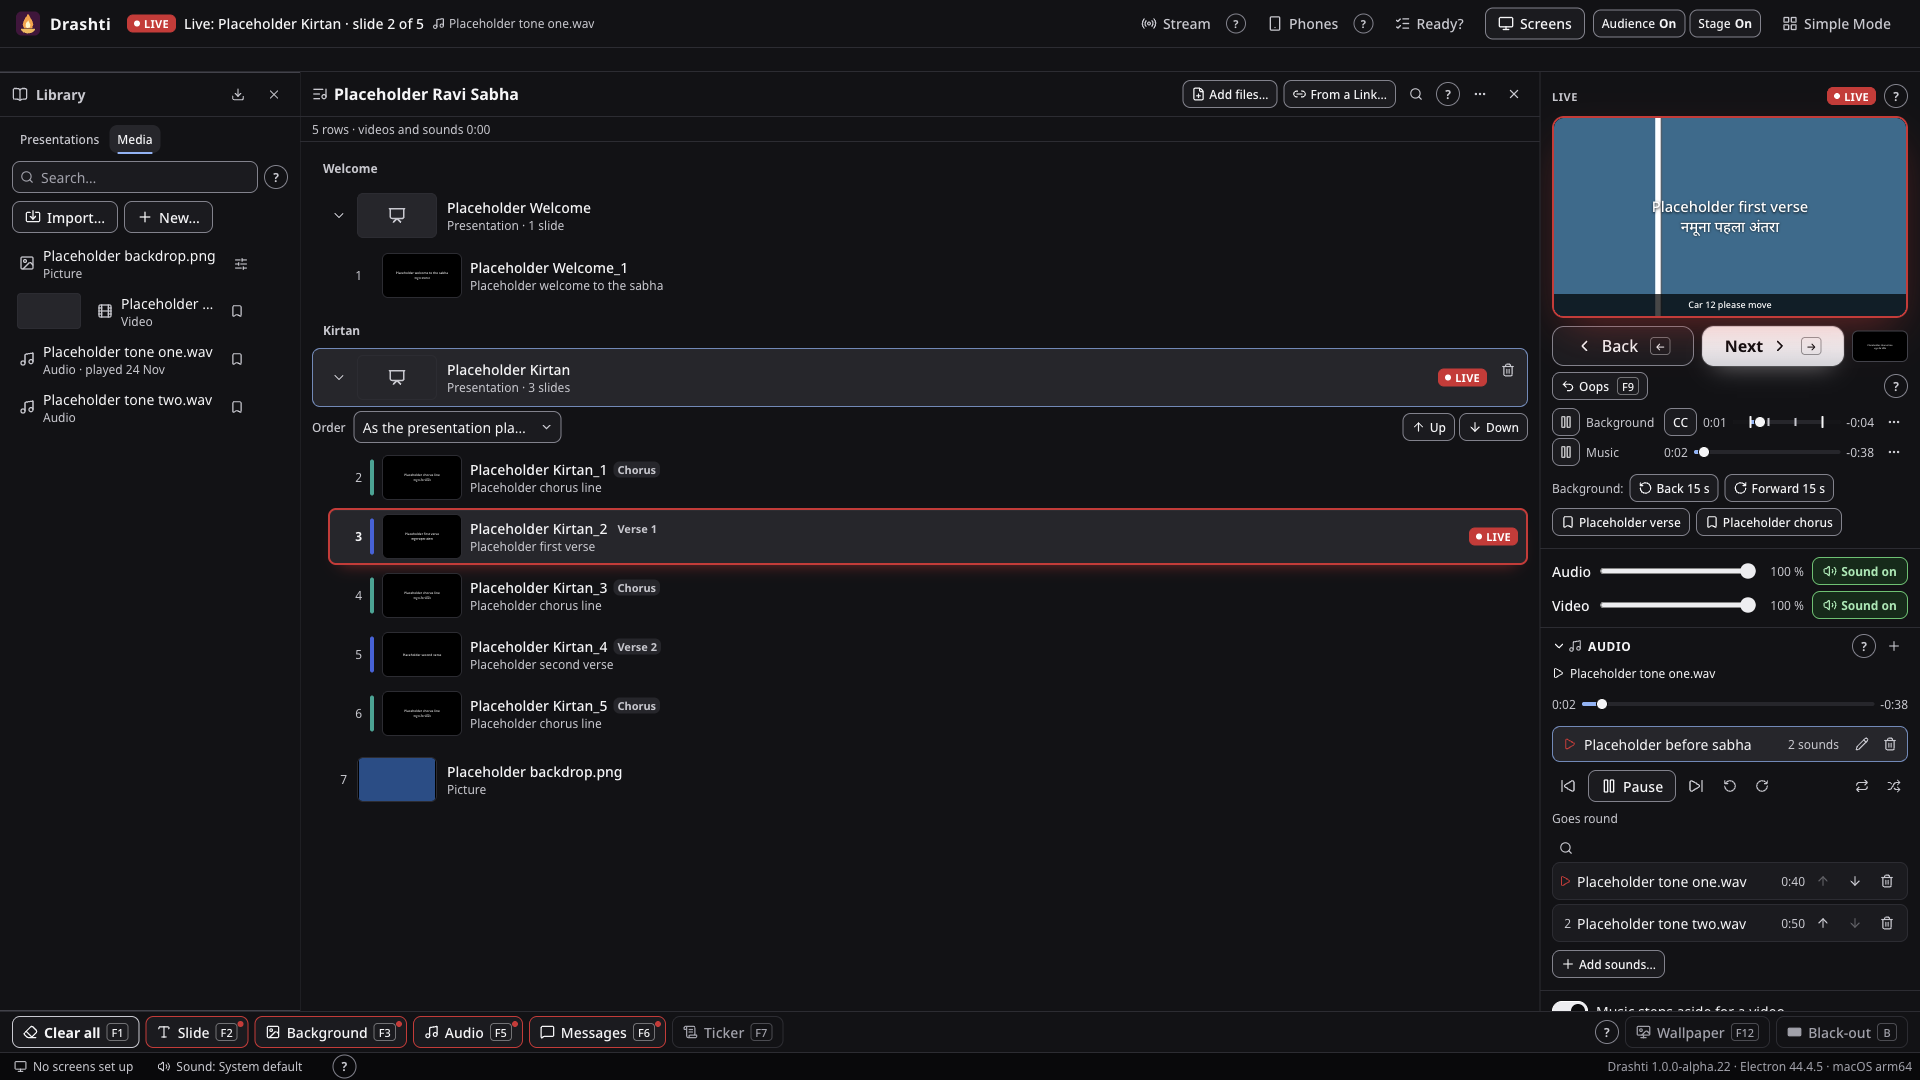 Drashti
LIVE
Live: Placeholder Kirtan · slide 2 of 5
Placeholder tone one.wav
Stream
?
Phones
?
Ready?
Screens
Audience On
Stage On
Simple Mode
Library
Presentations
Media
Search...
?
Import...
New...
Placeholder backdrop.png
Picture
Placeholder ...
Video
Placeholder tone one.wav
Audio · played 24 Nov
Placeholder tone two.wav
Audio
Placeholder Ravi Sabha
Add files...
From a Link...
?
5 rows · videos and sounds 0:00
Welcome
Placeholder Welcome
Presentation · 1 slide
1
Placeholder Welcome_1
Placeholder welcome to the sabha
Kirtan
Placeholder Kirtan
Presentation · 3 slides
LIVE
Order
As the presentation pla...
Up
Down
2
Placeholder Kirtan_1 Chorus
Placeholder chorus line
3
Placeholder Kirtan_2 Verse 1
Placeholder first verse
LIVE
4
Placeholder Kirtan_3 Chorus
Placeholder chorus line
5
Placeholder Kirtan_4 Verse 2
Placeholder second verse
6
Placeholder Kirtan_5 Chorus
Placeholder chorus line
7
Placeholder backdrop.png
Picture
LIVE
LIVE
?
Placeholder first verse
नमूना पहला अंतरा
Car 12 please move
Back
Next
Oops F9
?
Background CC 0:01 -0:04
Music 0:02 -0:38
Background: Back 15 s Forward 15 s
Placeholder verse
Placeholder chorus
Audio 100 % Sound on
Video 100 % Sound on
AUDIO
?
Placeholder tone one.wav
0:02 -0:38
Placeholder before sabha 2 sounds
Pause
Goes round
Placeholder tone one.wav 0:40
2 Placeholder tone two.wav 0:50
Add sounds...
Music steps aside for a video
Clear all F1
Slide F2
Background F3
Audio F5
Messages F6
Ticker F7
?
Wallpaper F12
Black-out B
No screens set up
Sound: System default
?
Drashti 1.0.0-alpha.22 · Electron 44.4.5 · macOS arm64